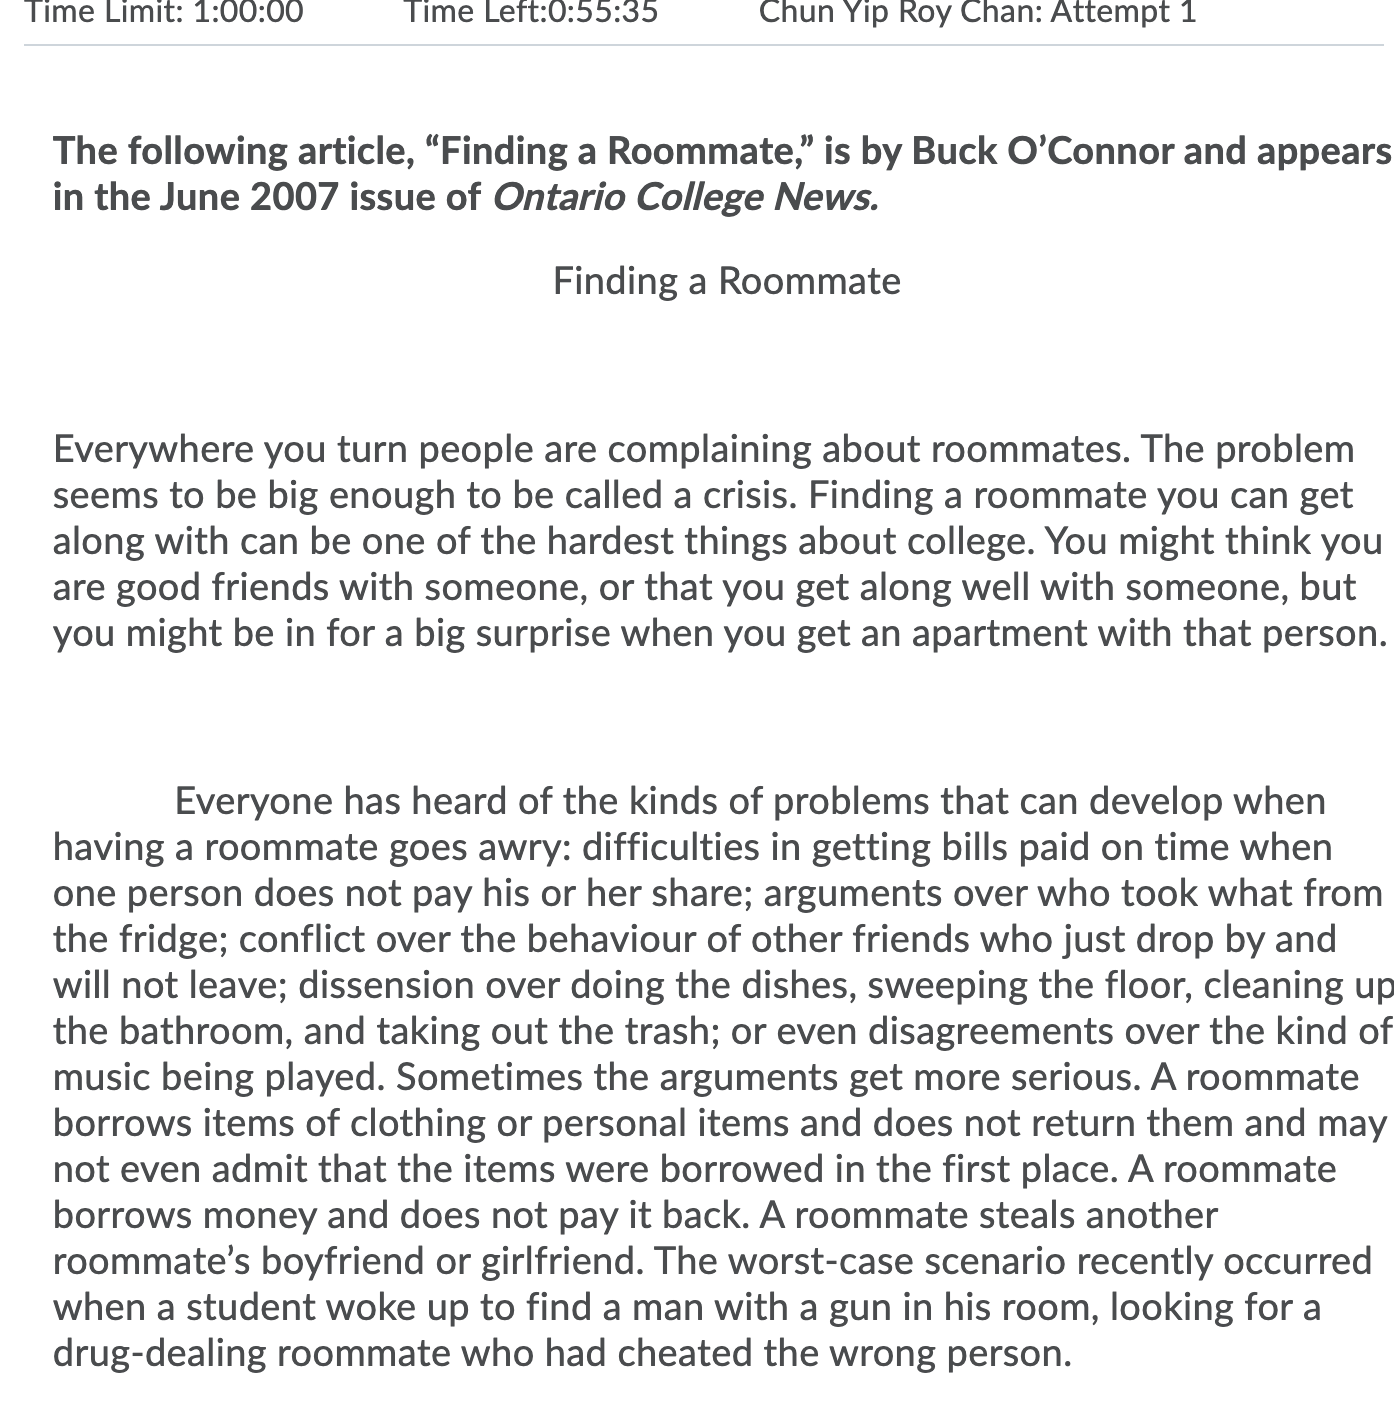 Time Limit: 1:00:00 Time Left:0:55:35 Chun Yip Roy Chan: Attempt 1
The following article, “Finding a Roommate,” is by Buck O’Connor and appears
in the June 2007 issue of Ontario College News.
Finding a Roommate
Everywhere you turn people are complaining about roommates. The problem
seems to be big enough to be called a crisis. Finding a roommate you can get
along with can be one of the hardest things about college. You might think you
are good friends with someone, or that you get along well with someone, but
you might be in for a big surprise when you get an apartment with that person.
Everyone has heard of the kinds of problems that can develop when
having a roommate goes awry: difficulties in getting bills paid on time when
one person does not pay his or her share; arguments over who took what from
the fridge; conflict over the behaviour of other friends who just drop by and
will not leave; dissension over doing the dishes, sweeping the floor, cleaning up
the bathroom, and taking out the trash; or even disagreements over the kind of
music being played. Sometimes the arguments get more serious. A roommate
borrows items of clothing or personal items and does not return them and may
not even admit that the items were borrowed in the first place. A roommate
borrows money and does not pay it back. A roommate steals another
roommate’s boyfriend or girlfriend. The worst-case scenario recently occurred
when a student woke up to find a man with a gun in his room, looking for a
drug-dealing roommate who had cheated the wrong person.